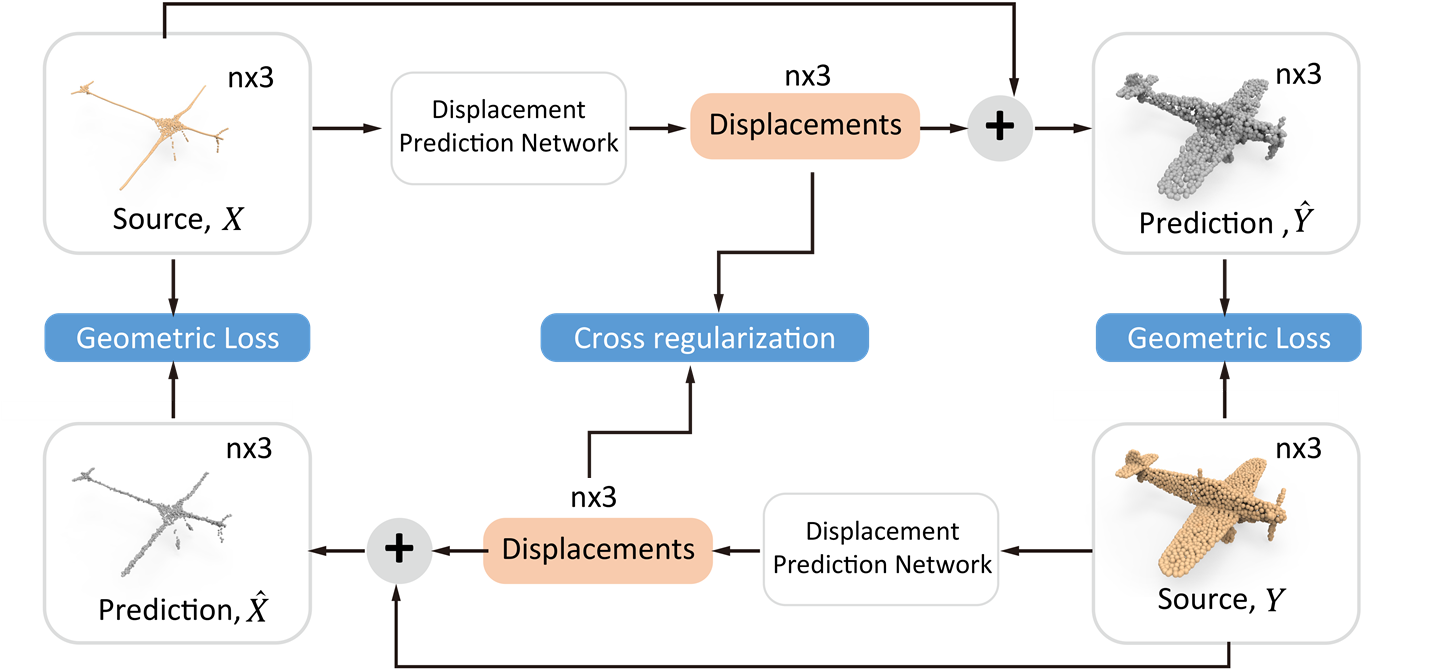 nx3
Source, X
Displacement
Prediction Network
nx3
Displacements
+
nx3
Prediction , Ŷ
Geometric Loss
Cross regularization
Geometric Loss
nx3
Prediction, X̂
+
nx3
Displacements
Displacement
Prediction Network
nx3
Source, Y